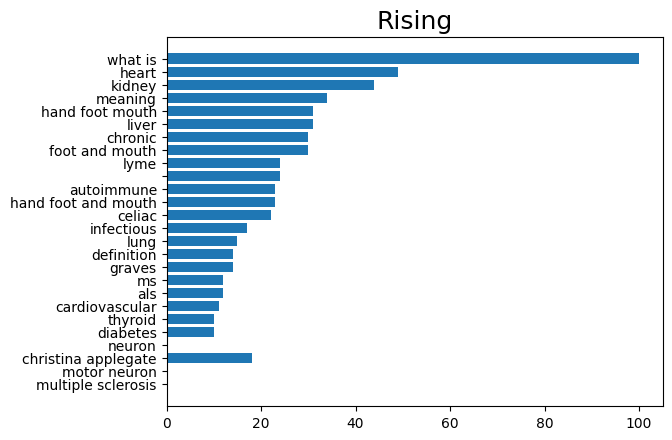 Rising
what is
heart
kidney
meaning
hand foot mouth
liver
chronic
foot and mouth
lyme
autoimmune
hand foot and mouth
celiac
infectious
lung
definition
graves
ms
als
cardiovascular
thyroid
diabetes
neuron
christina applegate
motor neuron
multiple sclerosis
0 20 40 60 80 100